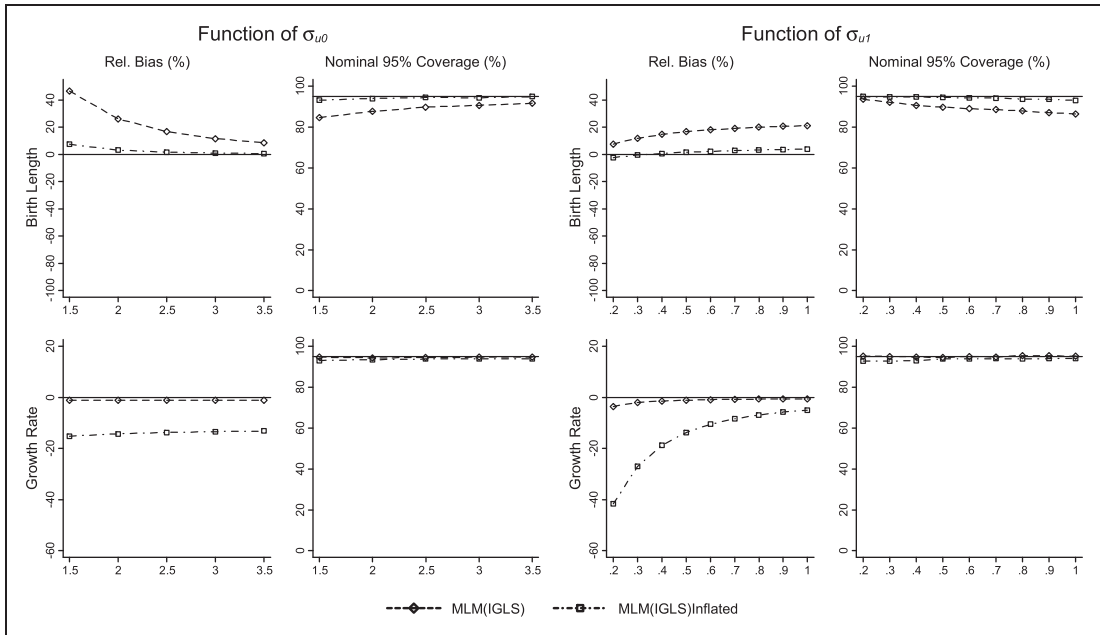 Function of σu0
Function of σu1
Rel. Bias (%)
Nominal 95% Coverage (%)
Rel. Bias (%)
Nominal 95% Coverage (%)
Birth Length
40
20
0
-20
-40
-60
-80
-100
1.5 2 2.5 3 3.5
100
80
60
40
20
0
1.5 2 2.5 3 3.5
Birth Length
40
20
0
-20
-40
-60
-80
-100
.2 .3 .4 .5 .6 .7 .8 .9 1
100
80
60
40
20
0
.2 .3 .4 .5 .6 .7 .8 .9 1
Growth Rate
20
0
-20
-40
-60
1.5 2 2.5 3 3.5
100
80
60
40
20
0
1.5 2 2.5 3 3.5
Growth Rate
20
0
-20
-40
-60
.2 .3 .4 .5 .6 .7 .8 .9 1
100
80
60
40
20
0
.2 .3 .4 .5 .6 .7 .8 .9 1
MLM(IGLS) MLM(IGLS)Inflated